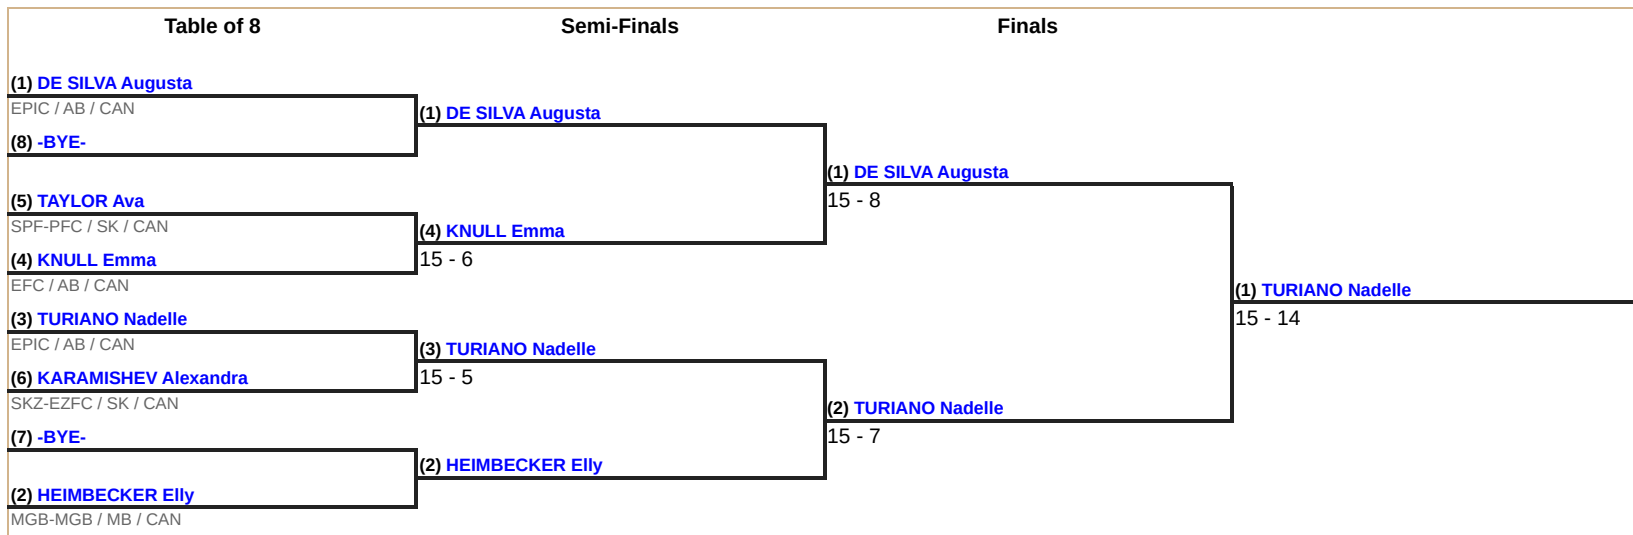 Table of 8
Semi-Finals
Finals
(1) DE SILVA Augusta
EPIC / AB / CAN
(8) -BYE-
(5) TAYLOR Ava
SPF-PFC / SK / CAN
(4) KNULL Emma
EFC / AB / CAN
(3) TURIANO Nadelle
EPIC / AB / CAN
(6) KARAMISHEV Alexandra
SKZ-EZFC / SK / CAN
(7) -BYE-
(2) HEIMBECKER Elly
MGB-MGB / MB / CAN
(1) DE SILVA Augusta
(4) KNULL Emma
15 - 6
(3) TURIANO Nadelle
15 - 5
(2) HEIMBECKER Elly
(1) DE SILVA Augusta
15 - 8
(2) TURIANO Nadelle
15 - 7
(1) TURIANO Nadelle
15 - 14